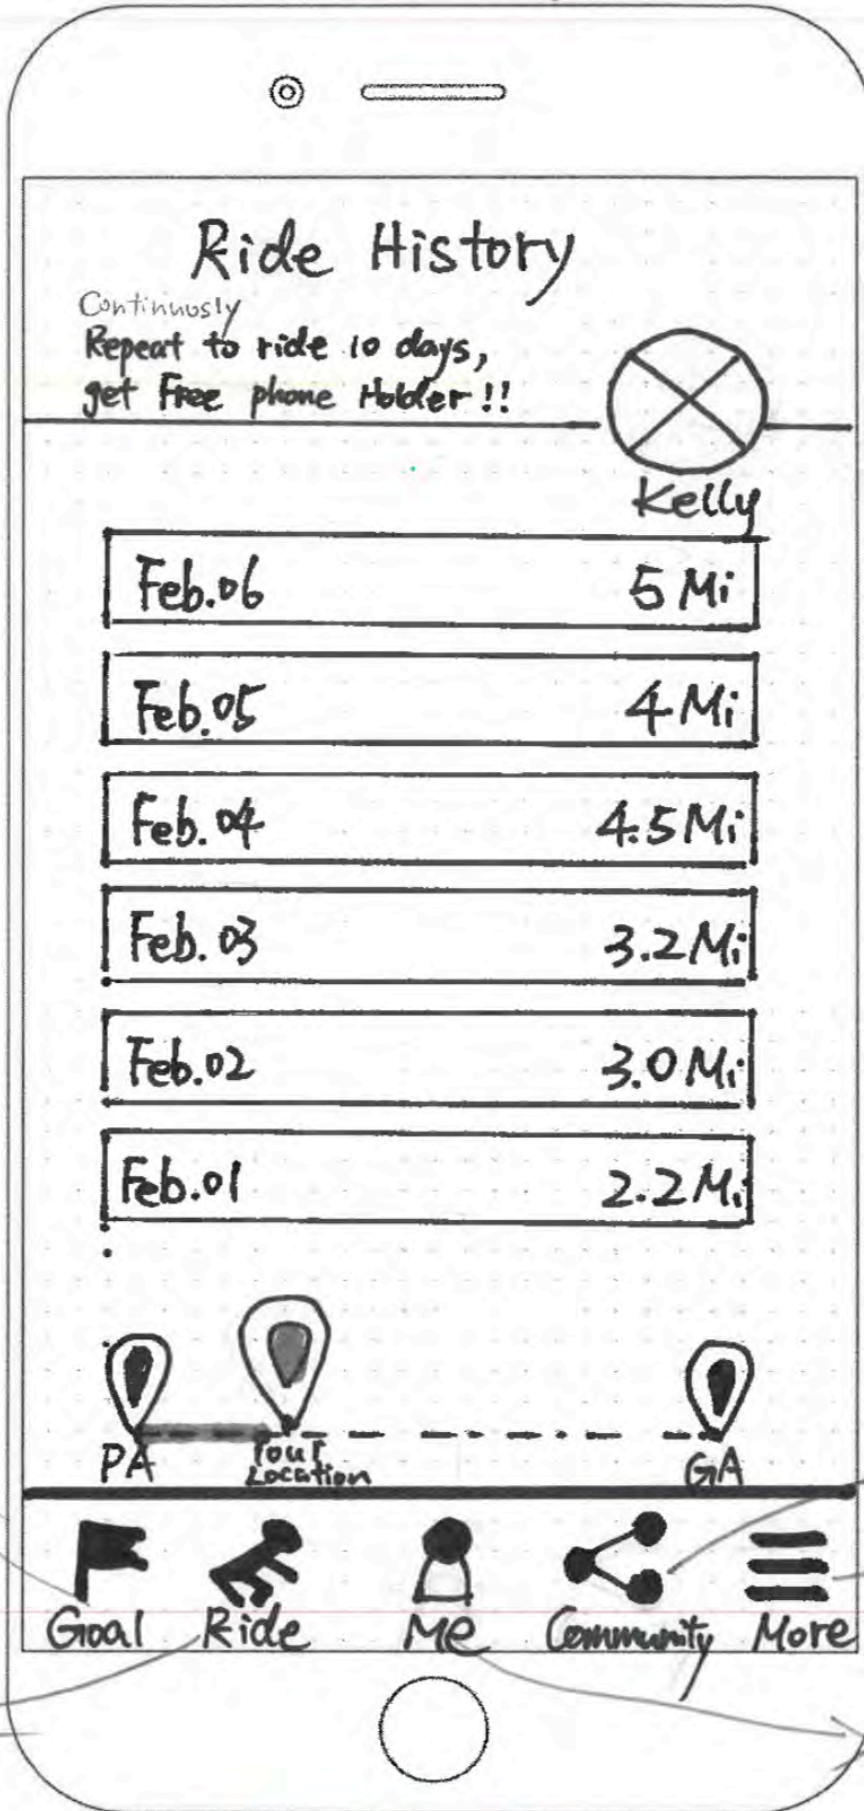 Ride History
Continuosly
Repeat to ride 10 days,
get Free phone Holder !!
Kelly
Feb.06 5 Mi
Feb.05 4 Mi
Feb.04 4.5 Mi
Feb.03 3.2 Mi
Feb.02 3.0 Mi
Feb.01 2.2 Mi
PA Your GA
Location
Goal Ride Me Community More